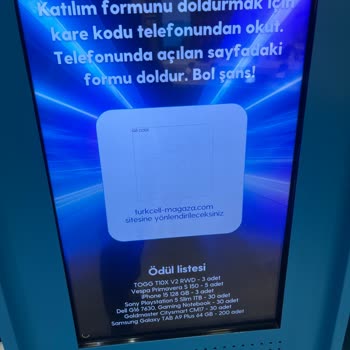 Katılım formunu doldurmak için
kare kodu telefonundan okut.
Telefonunda açılan sayfadaki
formu doldur. Bol şans!
turkcell-magaza.com
sitesine yönlendirileceksiniz
Ödül listesi
TOGG T10X V2 RWD - 3 adet
Vespa Primavera S 150 - 5 adet
iPhone 15 128 GB - 3 adet
Sony Playstation 5 Slim 1TB - 30 adet
Dell G16 7630, Gaming Notebook - 30 adet
Goldmaster Citysmart CM17 - 30 adet
Samsung Galaxy TAB A9 Plus 64 GB - 200 adet